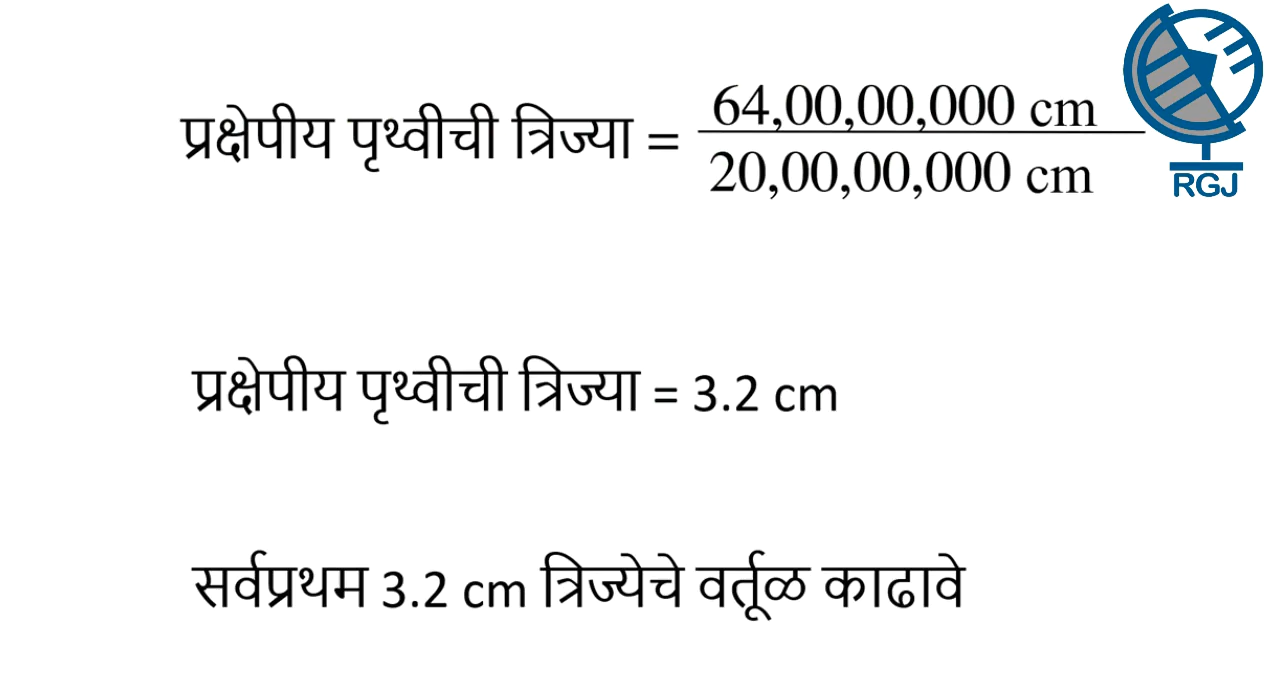 प्रक्षेपीय पृथ्वीची त्रिज्या = 64,00,00,000 cm
20,00,00,000 cm
RGJ
प्रक्षेपीय पृथ्वीची त्रिज्या = 3.2 cm
सर्वप्रथम 3.2 cm त्रिज्येचे वर्तूळ काढावे